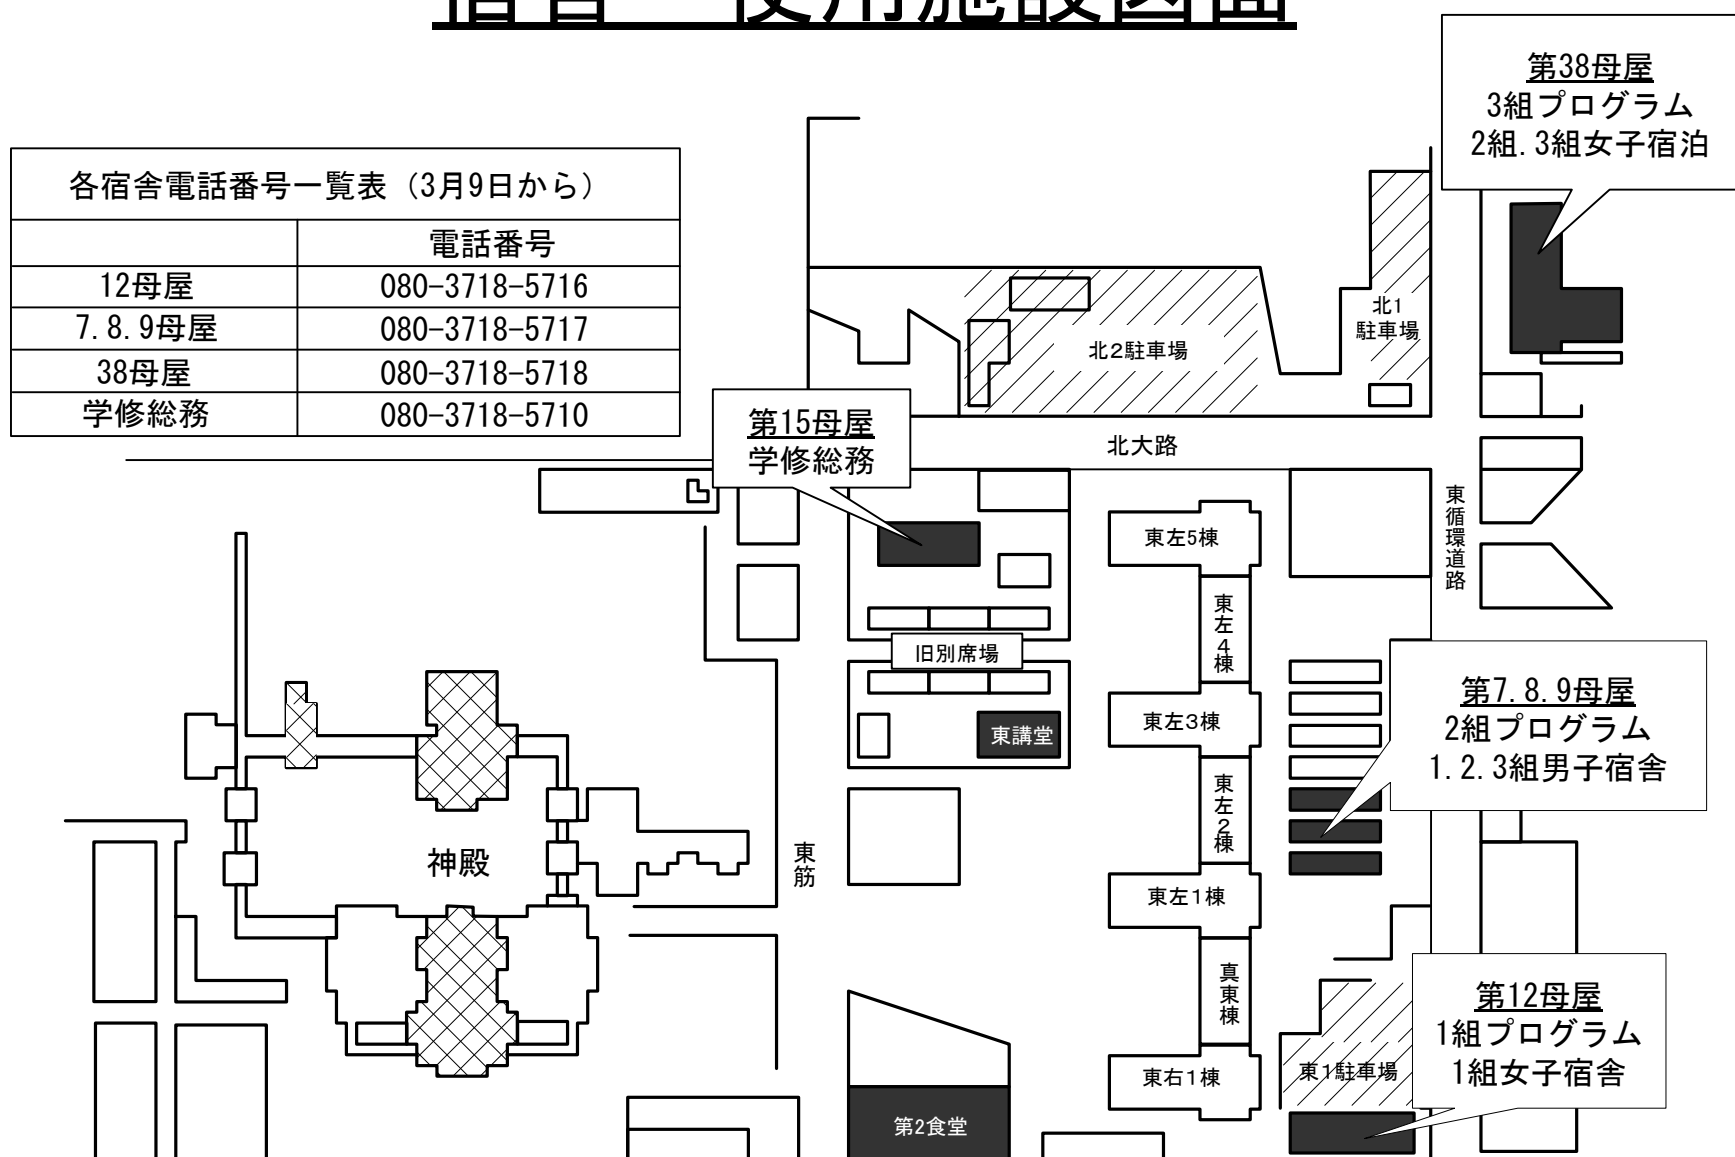 宿舎・使用施設図面
第38母屋
3組プログラム
2組.3組女子宿泊
各宿舎電話番号一覧表（3月9日から）
電話番号
12母屋 080-3718-5716
7.8.9母屋 080-3718-5717
38母屋 080-3718-5718
学修総務 080-3718-5710
北1
駐車場
北2駐車場
第15母屋
学修総務
北大路
東循環道路
東左5棟
東左4棟
旧別席場
東左3棟
東講堂
第7.8.9母屋
2組プログラム
1.2.3組男子宿舎
東左2棟
神殿
東筋
東左1棟
真東棟
第12母屋
1組プログラム
1組女子宿舎
東1駐車場
東右1棟
第2食堂